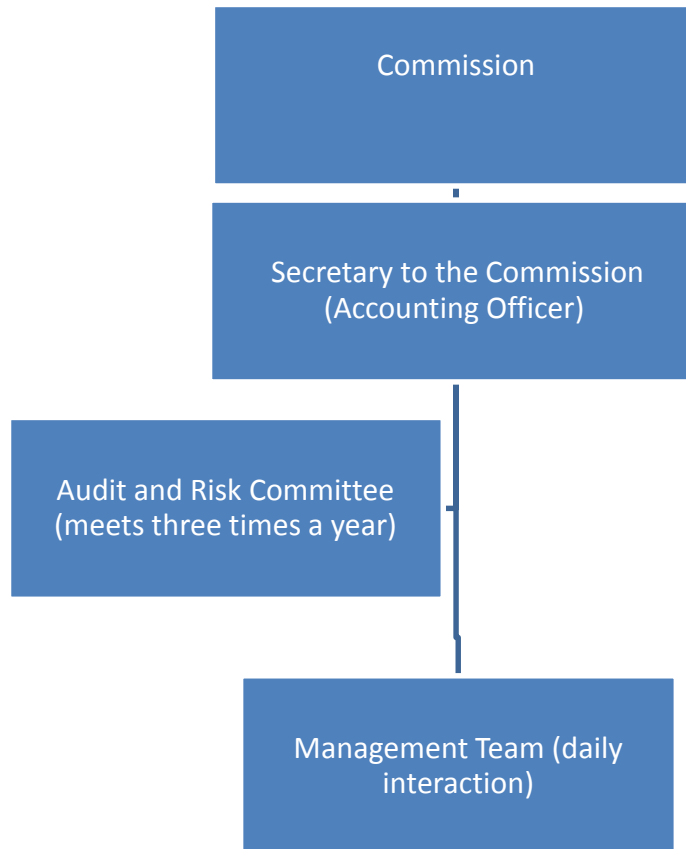 Commission
Secretary to the Commission
(Accounting Officer)
Audit and Risk Committee
(meets three times a year)
Management Team (daily
interaction)